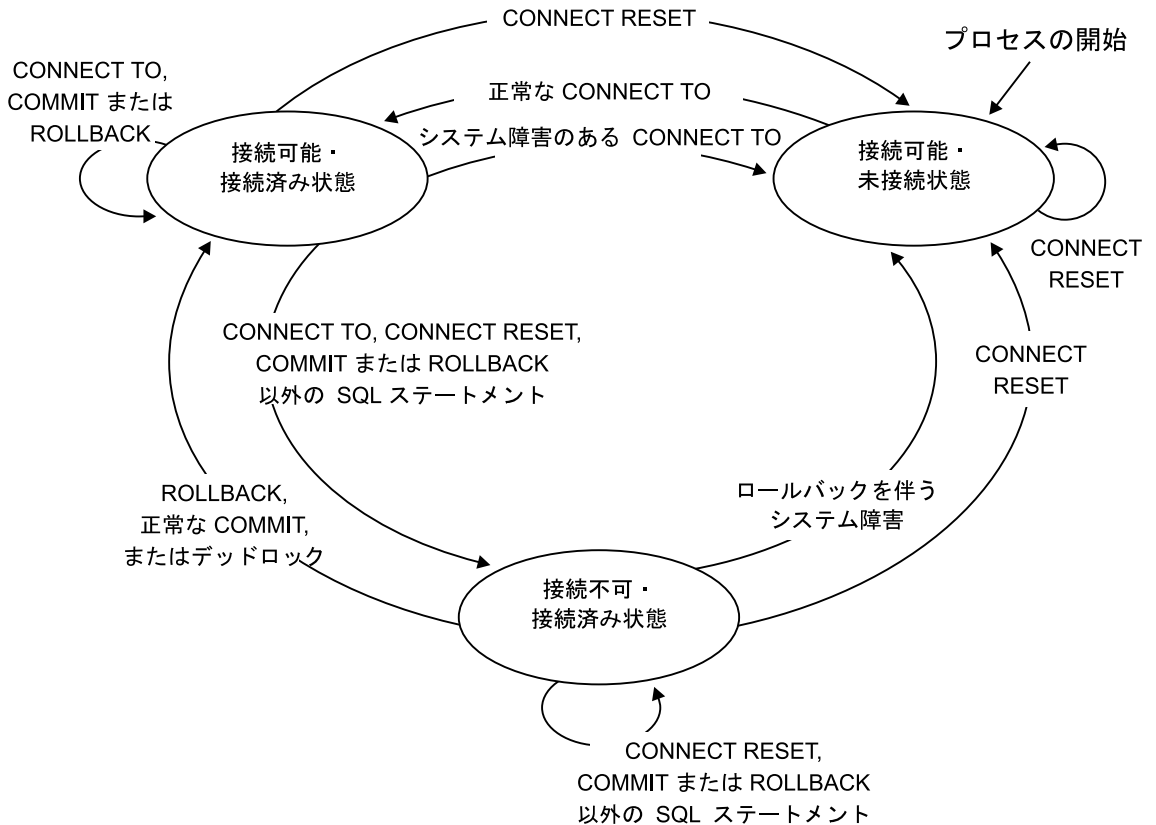 CONNECT RESET
プロセスの開始
CONNECT TO,
COMMIT または
ROLLBACK
正常な CONNECT TO
システム障害のある CONNECT TO
接続可能・
接続済み状態
接続可能・
未接続状態
CONNECT
RESET
CONNECT TO, CONNECT RESET,
COMMIT または ROLLBACK
以外の SQL ステートメント
CONNECT
RESET
ROLLBACK,
正常な COMMIT,
またはデッドロック
ロールバックを伴う
システム障害
接続不可・
接続済み状態
CONNECT RESET,
COMMIT または ROLLBACK
以外の SQL ステートメント